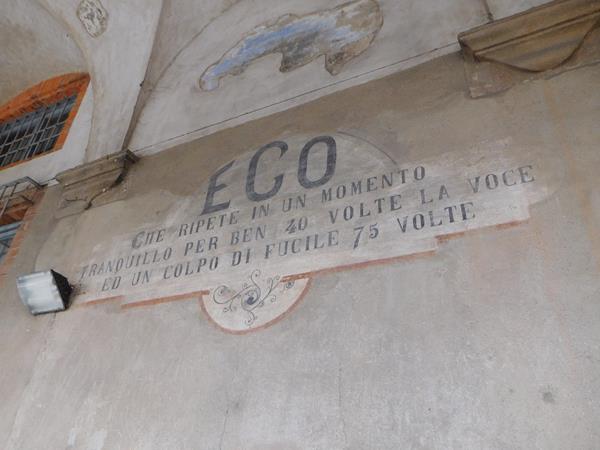 ECO
CHE RIPETE IN UN MOMENTO
TRANQUILLO PER BEN 40 VOLTE LA VOCE
ED UN COLPO DI FUCILE 75 VOLTE